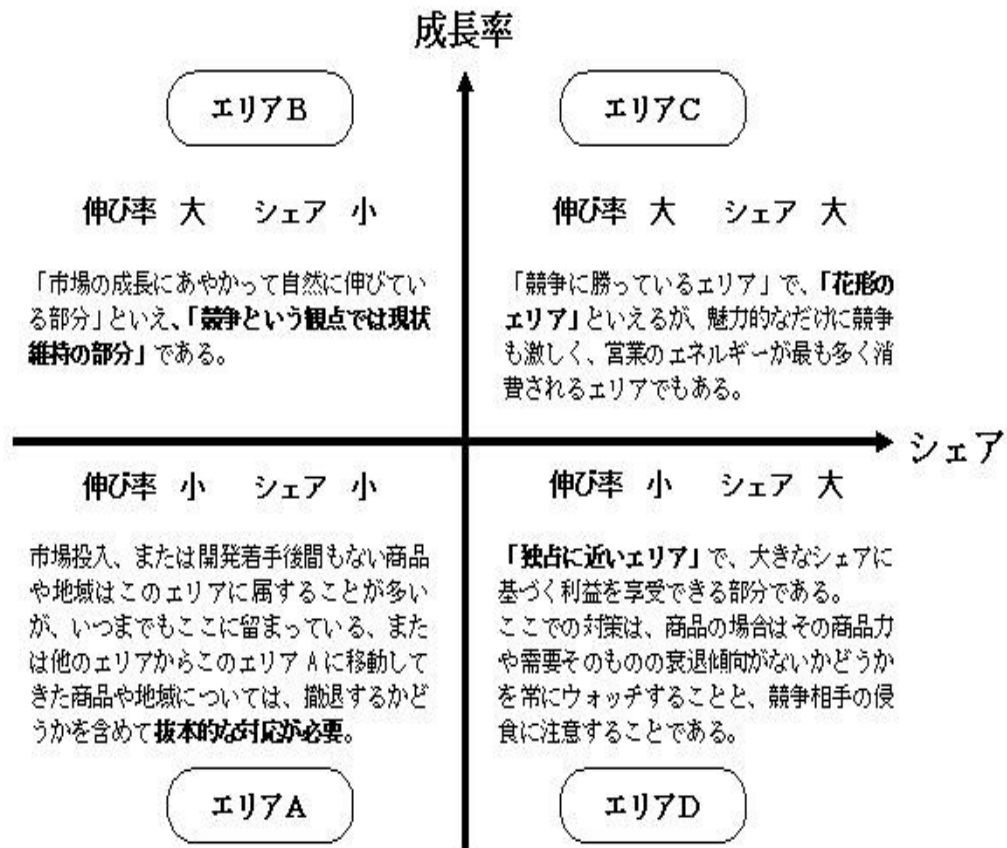 成長率
エリアB
伸び率 大 シェア 小
「市場の成長にあやかって自然に伸びてい
る部分」といえ、「競争という観点では現状
維持の部分」である。
エリアC
伸び率 大 シェア 大
「競争に勝っているエリア」で、「花形の
エリア」といえるが、魅力的なだけに競争
も激しく、営業のエネルギーが最も多く消
費されるエリアでもある。
シェア
伸び率 小 シェア 小
市場投入、または開発着手後間もない商品
や地域はこのエリアに属することが多い
が、いつまでもここに留まっている、また
は他のエリアからこのエリアAに移動して
きた商品や地域については、撤退するかど
うかを含めて抜本的な対応が必要。
エリアA
伸び率 小 シェア 大
「独占に近いエリア」で、大きなシェアに
基づく利益を享受できる部分である。
ここでの対策は、商品の場合はその商品力
や需要そのものの衰退傾向がないかどうか
を常にウォッチすることと、競争相手の侵
食に注意することである。
エリアD